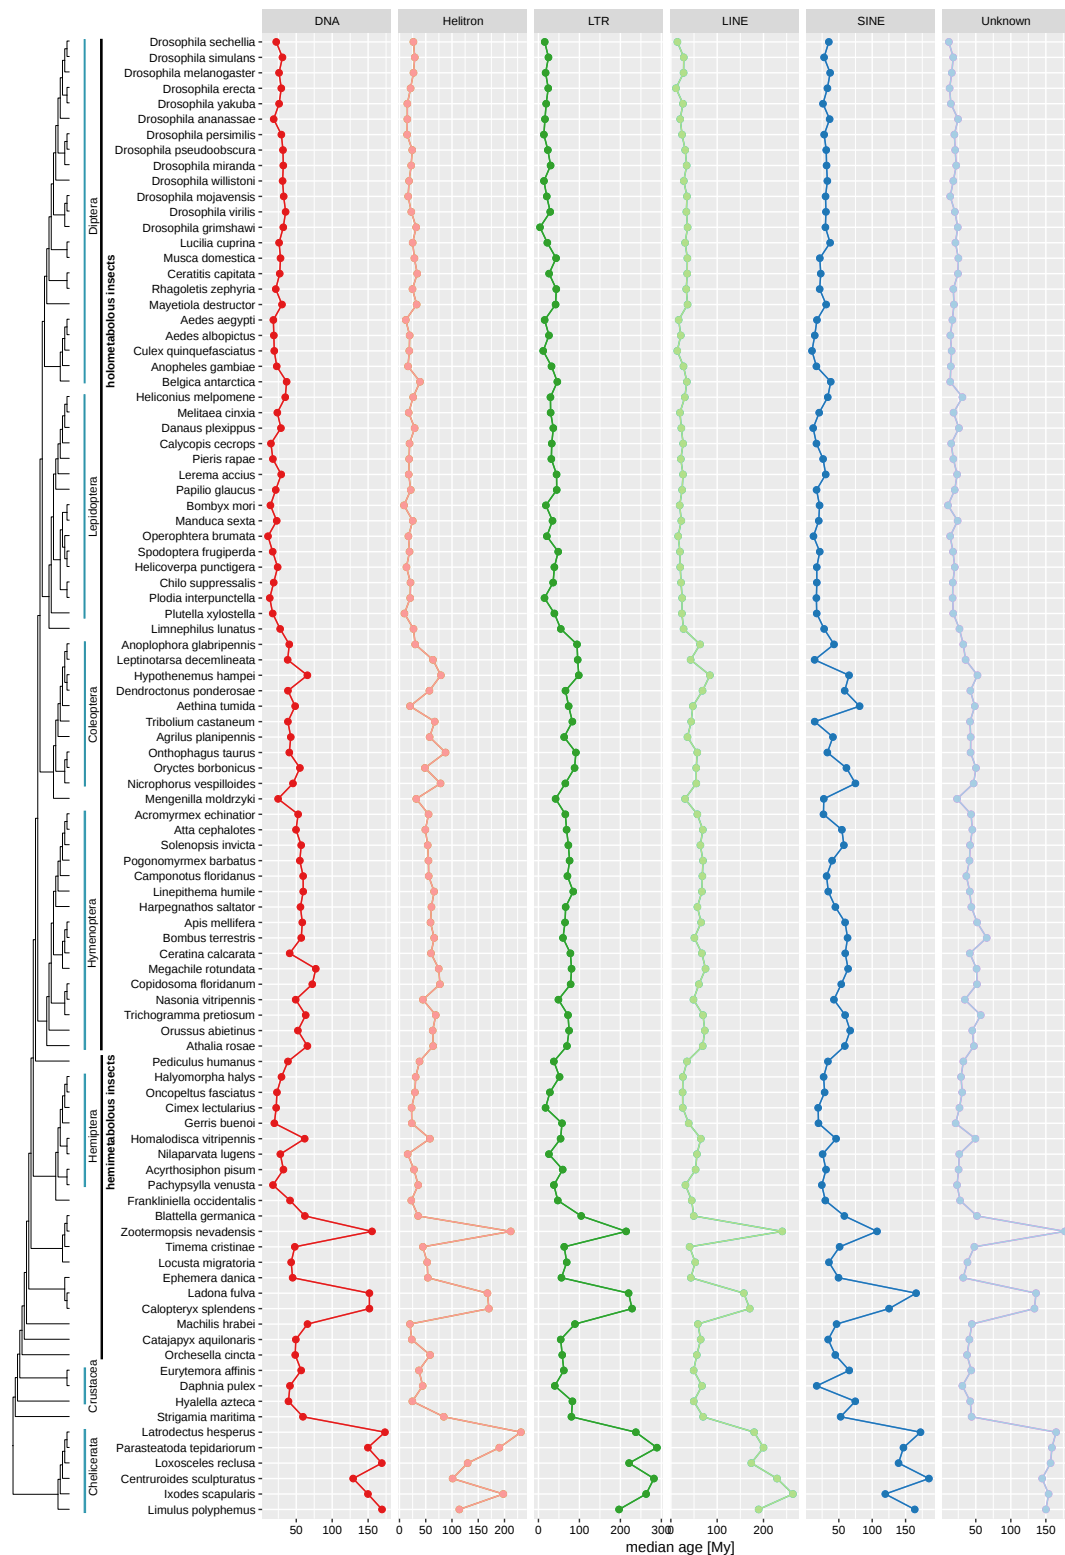 DNA Helitron LTR LINE SINE Unknown
Drosophila sechellia
Drosophila simulans
Drosophila melanogaster
Drosophila erecta
Drosophila yakuba
Drosophila ananassae
Drosophila persimilis
Drosophila pseudoobscura
Drosophila miranda
Drosophila willistoni
Drosophila mojavensis
Drosophila virilis
Drosophila grimshawi
Lucilia cuprina
Musca domestica
Ceratitis capitata
Rhagoletis zephyria
Mayetiola destructor
Aedes aegypti
Aedes albopictus
Culex quinquefasciatus
Anopheles gambiae
Belgica antarctica
Heliconius melpomene
Melitaea cinxia
Danaus plexippus
Calycopis cecrops
Pieris rapae
Lerema accius
Papilio glaucus
Bombyx mori
Manduca sexta
Operophtera brumata
Spodoptera frugiperda
Helicoverpa punctigera
Chilo suppressalis
Plodia interpunctella
Plutella xylostella
Limnephilus lunatus
Anoplophora glabripennis
Leptinotarsa decemlineata
Hypothenemus hampei
Dendroctonus ponderosae
Aethina tumida
Tribolium castaneum
Agrilus planipennis
Onthophagus taurus
Oryctes borbonicus
Nicrophorus vespilloides
Mengenilla moldrzyki
Acromyrmex echinatior
Atta cephalotes
Solenopsis invicta
Pogonomyrmex barbatus
Camponotus floridanus
Linepithema humile
Harpegnathos saltator
Apis mellifera
Bombus terrestris
Ceratina calcarata
Megachile rotundata
Copidosoma floridanum
Nasonia vitripennis
Trichogramma pretiosum
Orussus abietinus
Athalia rosae
Pediculus humanus
Halyomorpha halys
Oncopeltus fasciatus
Cimex lectularius
Gerris buenoi
Homalodisca vitripennis
Nilaparvata lugens
Acyrthosiphon pisum
Pachypsylla venusta
Frankliniella occidentalis
Blattella germanica
Zootermopsis nevadensis
Timema cristinae
Locusta migratoria
Ephemera danica
Ladona fulva
Calopteryx splendens
Machilis hrabei
Catajapyx aquilonaris
Orchesella cincta
Eurytemora affinis
Daphnia pulex
Hyalella azteca
Strigamia maritima
Latrodectus hesperus
Parasteatoda tepidariorum
Loxosceles reclusa
Centruroides sculpturatus
Ixodes scapularis
Limulus polyphemus
Diptera
Lepidoptera
Coleoptera
Hymenoptera
Hemiptera
Crustacea
Chelicerata
holometabolous insects
hemimetabolous insects
50 100 150 0 50 100 150 200 0 100 200 300 0 100 200 50 100 150 50 100 150
median age [My]